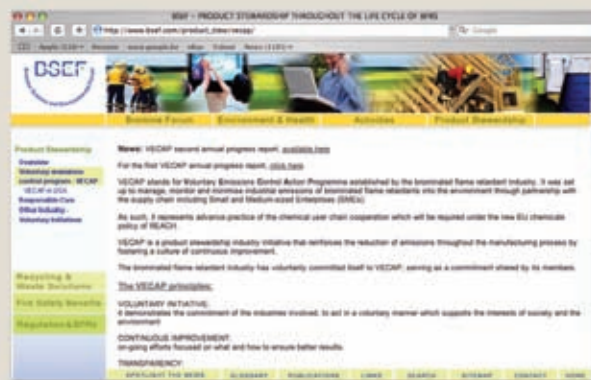 BSEF – PRODUCT STEWARDSHIP THROUGHOUT THE LIFE CYCLE OF BFRS
Google
BSEF
Bromine Forum Environment & Health Activities Product Stewardship
Product Stewardship
Overview
Voluntary emissions
control program : VECAP
VECAP in USA
Responsible Care
Other Industry
Voluntary Initiatives
Recycling &
Waste Solutions
Fire Safety Benefits
Regulation&BFRs
News: VECAP second annual progress report, available here
For the first VECAP annual progress report, click here.
VECAP stands for Voluntary Emissions Control Action Programme established by the brominated flame retardant industry. It was set
up to manage, monitor and minimise industrial emissions of brominated flame retardants into the environment through partnership with
the supply chain including Small and Medium-sized Enterprises (SMEs)
As such, it represents advance practice of the chemical user chain cooperation which will be required under the new EU chemicals
policy of REACH.
VECAP is a product stewardship industry initiative that reinforces the reduction of emissions throughout the manufacturing process by
fostering a culture of continuous improvement.
The brominated flame retardant industry has voluntarily committed itself to VECAP, serving as a commitment shared by its members.
The VECAP principles:
VOLUNTARY INITIATIVE:
it demonstrates the commitment of the industries involved, to act in a voluntary manner which supports the interests of society and the
environment
CONTINUOUS IMPROVEMENT:
on-going efforts focused on what and how to ensure better results
TRANSPARENCY:
SPOTLIGHT THE NEWS GLOSSARY PUBLICATIONS LINKS SEARCH SITEMAP CONTACT HOME